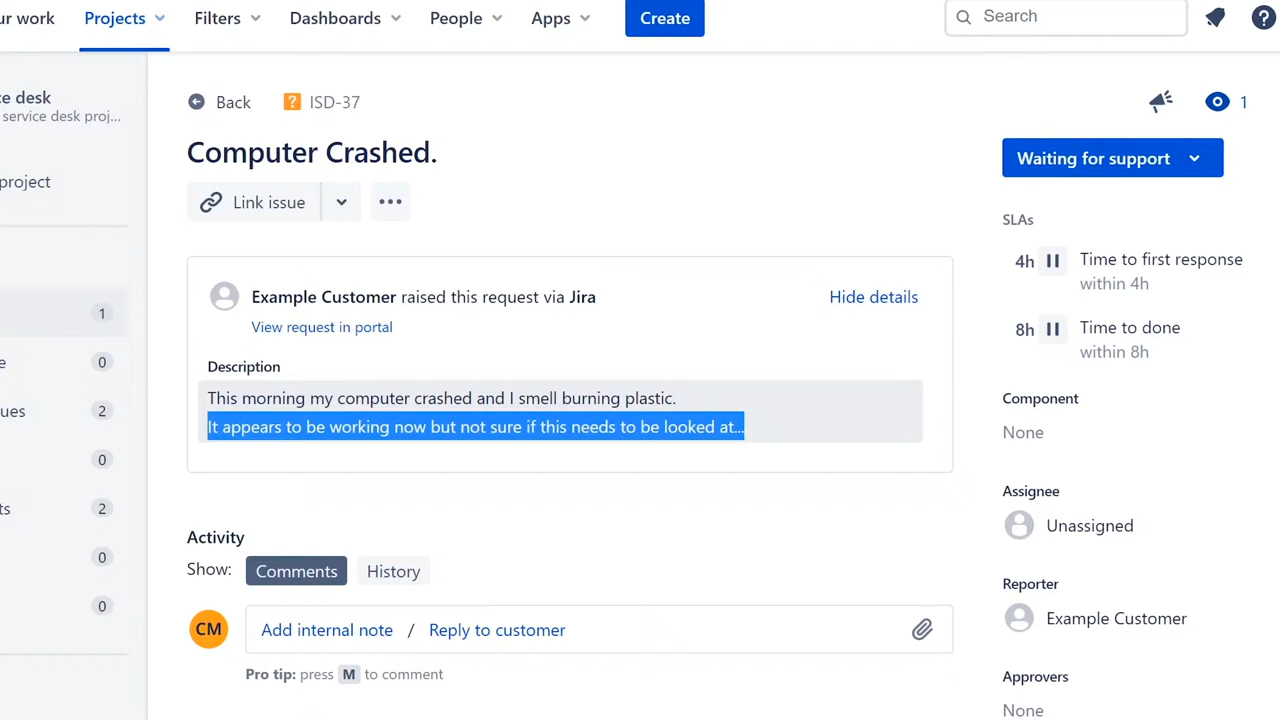 ur work Projects Filters Dashboards People Apps Create Search ?
ce desk
service desk proj...
project
1
e 0
ues 2
0
ts 2
0
0
Back ? ISD-37
1
Computer Crashed.
Link issue
Waiting for support
SLAs
4h Time to first response
within 4h
8h Time to done
within 8h
Example Customer raised this request via Jira Hide details
View request in portal
Description
This morning my computer crashed and I smell burning plastic.
It appears to be working now but not sure if this needs to be looked at...
Component
None
Assignee
Unassigned
Reporter
Example Customer
Approvers
None
Activity
Show: Comments History
CM Add internal note / Reply to customer
Pro tip: press M to comment